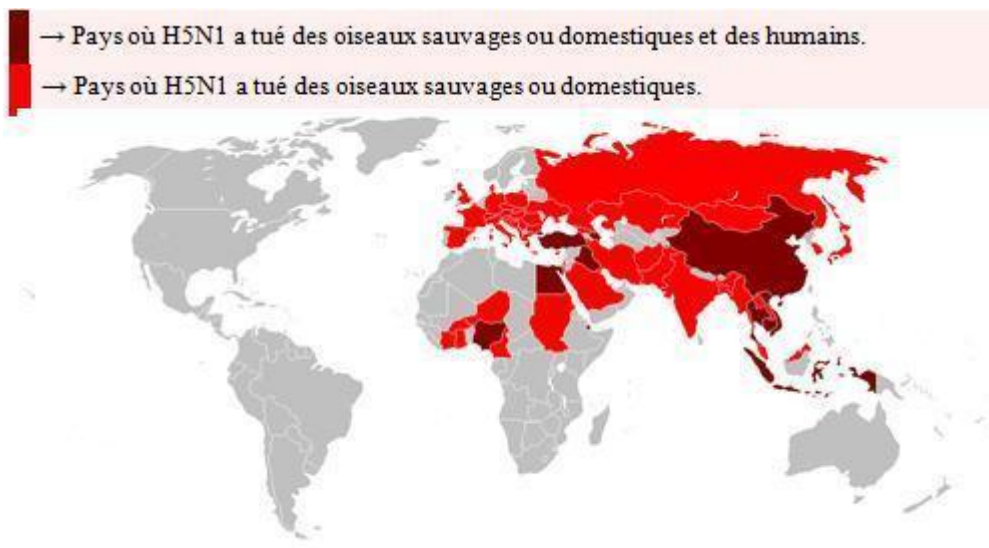 → Pays où H5N1 a tué des oiseaux sauvages ou domestiques et des humains.
→ Pays où H5N1 a tué des oiseaux sauvages ou domestiques.